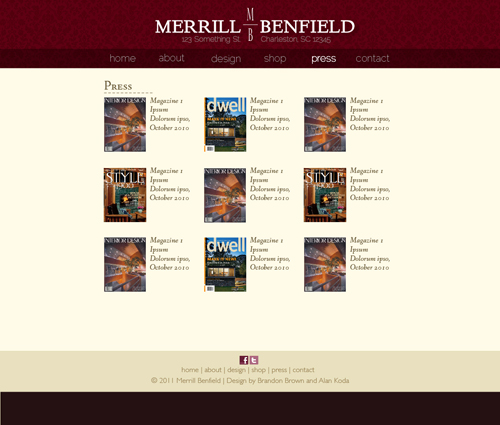 M
MERRILL BENFIELD
B
123 Something St. Charleston, SC 12345
home about design shop press contact
Press
INTERIOR DESIGN
Magazine 1
Ipsum
Dolorum ipso,
October 2010
dwell
Magazine 1
Ipsum
Dolorum ipso,
October 2010
INTERIOR DESIGN
Magazine 1
Ipsum
Dolorum ipso,
October 2010
STYLE
1900
Magazine 1
Ipsum
Dolorum ipso,
October 2010
INTERIOR DESIGN
Magazine 1
Ipsum
Dolorum ipso,
October 2010
STYLE
1900
Magazine 1
Ipsum
Dolorum ipso,
October 2010
INTERIOR DESIGN
Magazine 1
Ipsum
Dolorum ipso,
October 2010
dwell
Magazine 1
Ipsum
Dolorum ipso,
October 2010
INTERIOR DESIGN
Magazine 1
Ipsum
Dolorum ipso,
October 2010
home | about | design | shop | press | contact
© 2011 Merrill Benfield | Design by Brandon Brown and Alan Koda